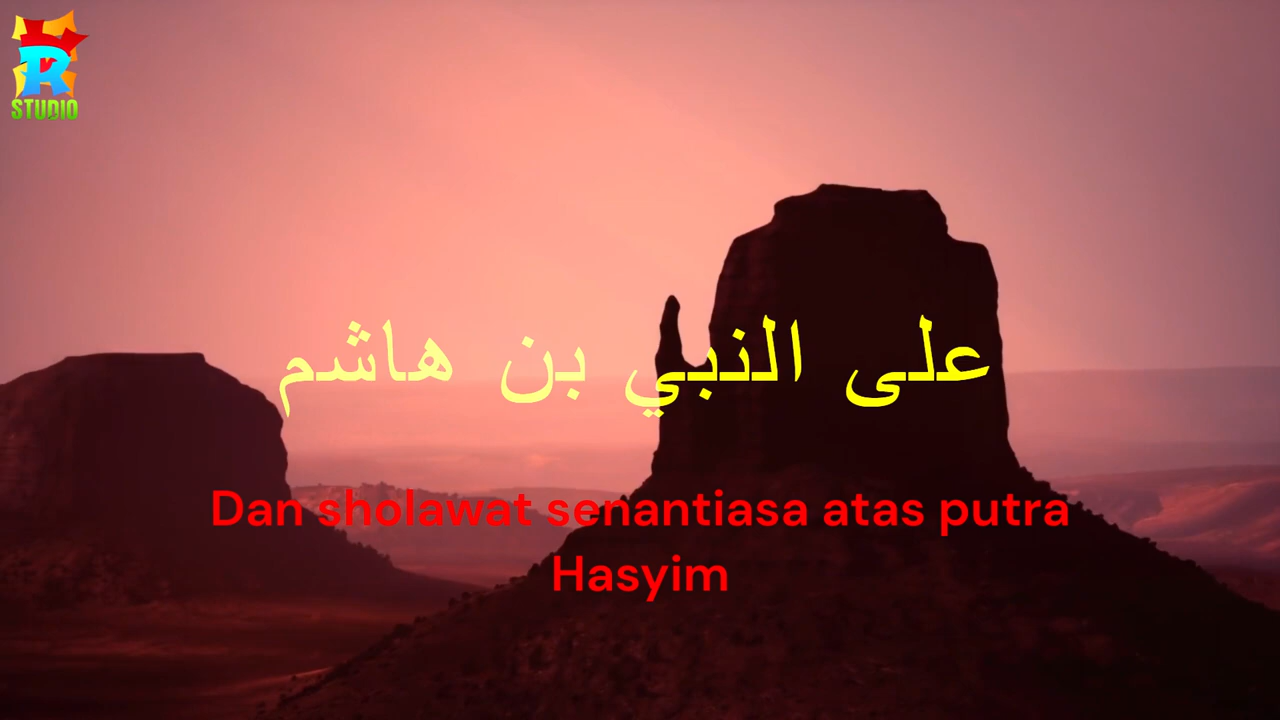 R
STUDIO
على النبي بن هاشم
Dan sholawat senantiasa atas putra
Hasyim